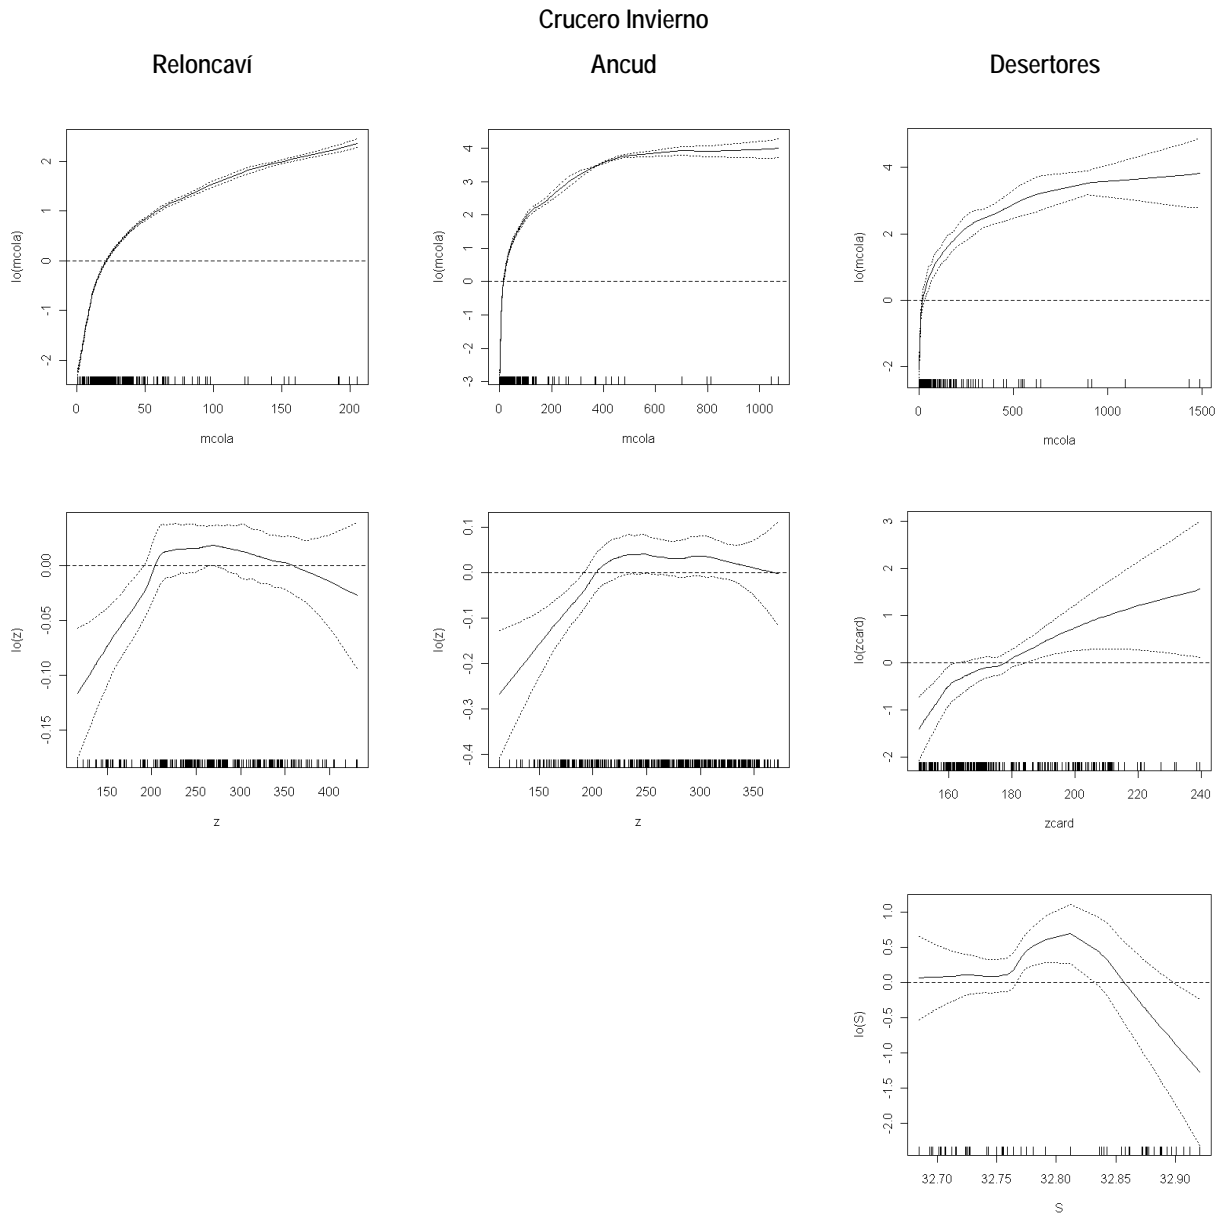 Crucero Invierno
Reloncaví Ancud Desertores
lo(mcola)
2
1
0
-1
-2
0 50 100 150 200
mcola
lo(mcola)
4
3
2
1
0
-1
-2
-3
0 200 400 600 800 1000
mcola
lo(mcola)
4
2
0
-2
0 500 1000 1500
mcola
lo(z)
0.00
-0.05
-0.10
-0.15
150 200 250 300 350 400
z
lo(z)
0.1
0.0
-0.1
-0.2
-0.3
-0.4
150 200 250 300 350
z
lo(zcard)
3
2
1
0
-1
-2
160 180 200 220 240
zcard
lo(S)
1.0
0.5
0.0
-0.5
-1.0
-1.5
-2.0
32.70 32.75 32.80 32.85 32.90
S